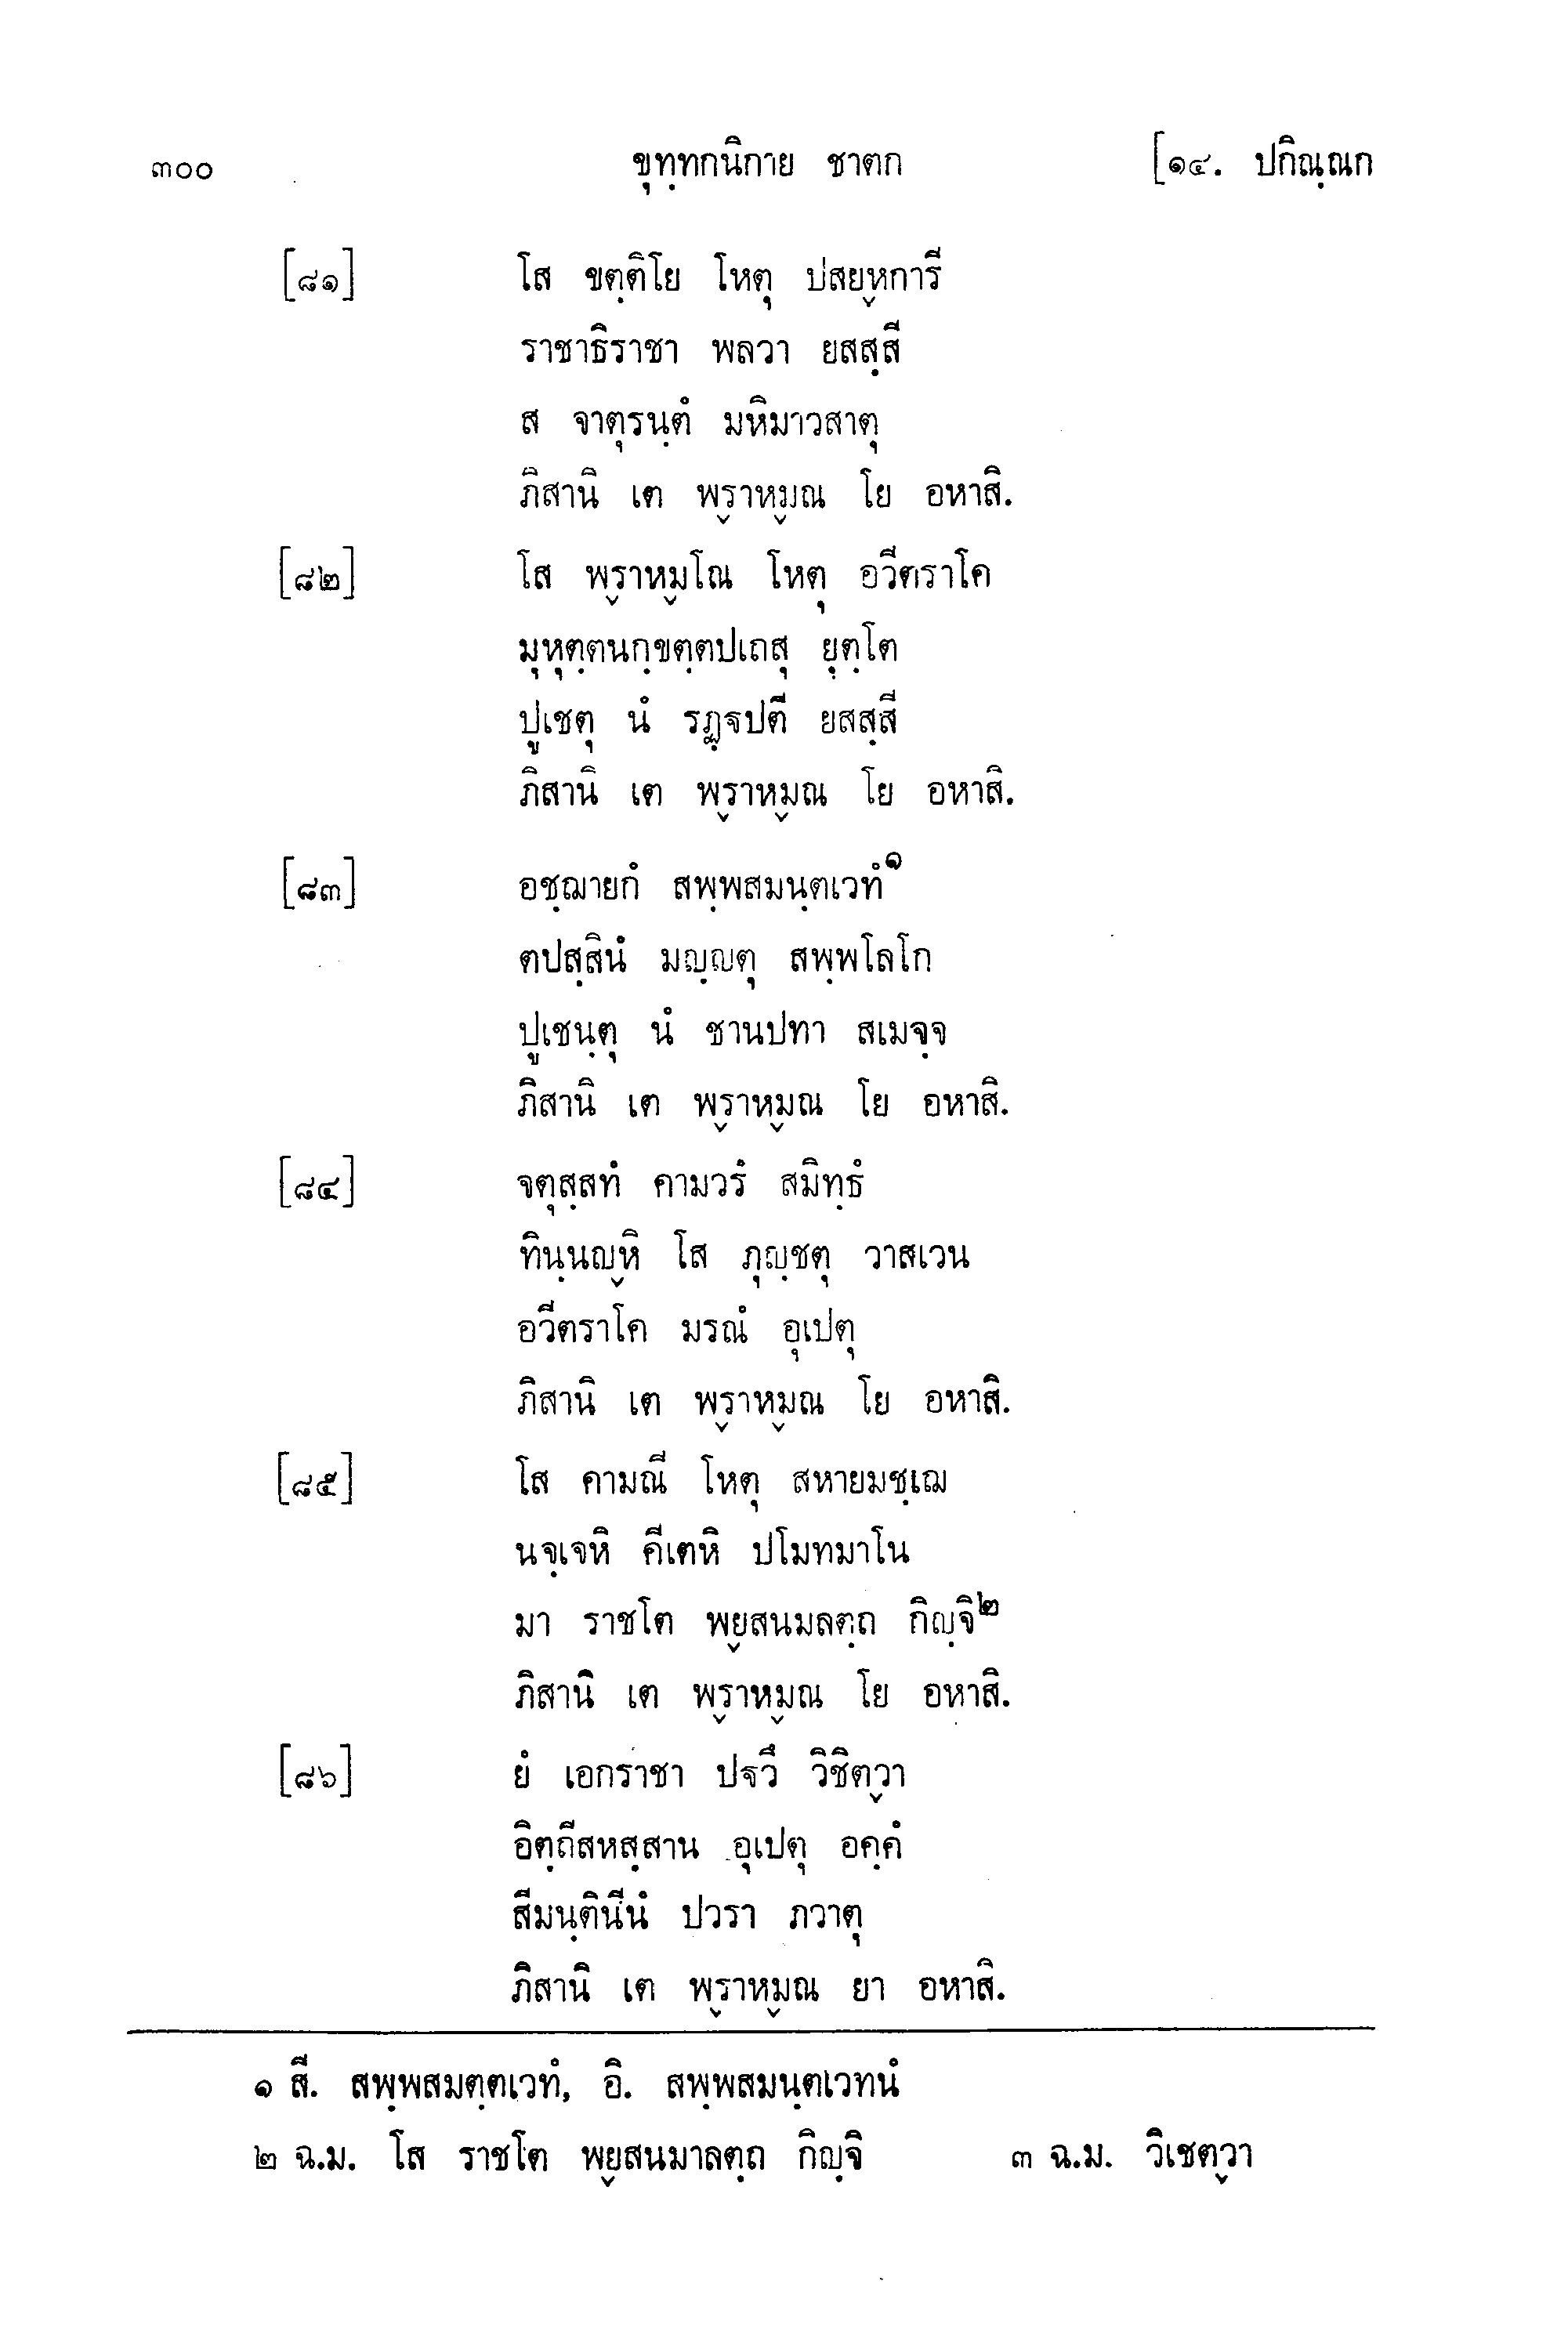 ๓๐๐ ขุทฺทกนิกาย ชาตก [๑๔. ปกิณฺณก
[๘๑] โส ขตฺติโย โหตุ ปสยฺหการี
ราชาธิราชา พลวา ยสสฺสี
ส จาตุรนฺตํ มหิมาวสาตุ
ภิสานิ เต พฺราหฺมณ โย อหาสิ.
[๘๒] โส พฺราหฺมโณ โหตุ อวีตราโค
มุหุตฺตนกฺขตฺตปเถสุ ยุตฺโต
ปูเชตุ นํ รฏฺฐปตี ยสสฺสี
ภิสานิ เต พฺราหฺมณ โย อหาสิ.
[๘๓] อชฺฌายกํ สพฺพสมนฺตเวทํ๑
ตปสฺสินํ มญฺญตุ สพฺพโลโก
ปูเชนฺตุ นํ ชานปทา สเมจฺจ
ภิสานิ เต พฺราหฺมณ โย อหาสิ.
[๘๔] จตุสฺสทํ คามวรํ สมิทฺธํ
ทินฺนญฺหิ โส ภุญฺชตุ วาสเวน
อวีตราโค มรณํ อุเปตุ
ภิสานิ เต พฺราหฺมณ โย อหาสิ.
[๘๕] โส คามณี โหตุ สหายมชฺเฌ
นจฺเจหิ คีเตหิ ปโมทมาโน
มา ราชโต พฺยสนมลตฺถ กิญฺจิ๒
ภิสานิ เต พฺราหฺมณ โย อหาสิ.
[๘๖] ยํ เอกราชา ปฐวึ วิชิตฺวา
อิตฺถีสหสฺสาน อุเปตุ อคฺคํ
สีมนฺตินีนํ ปวรา ภวาตุ
ภิสานิ เต พฺราหฺมณ ยา อหาสิ.
๑ สี. สพฺพสมตฺตเวทํ, อิ. สพฺพสมนฺตเวทนํ
๒ ฉ.ม. โส ราชโต พฺยสนมาลตฺถ กิญฺจิ ๓ ฉ.ม. วิเชตฺวา